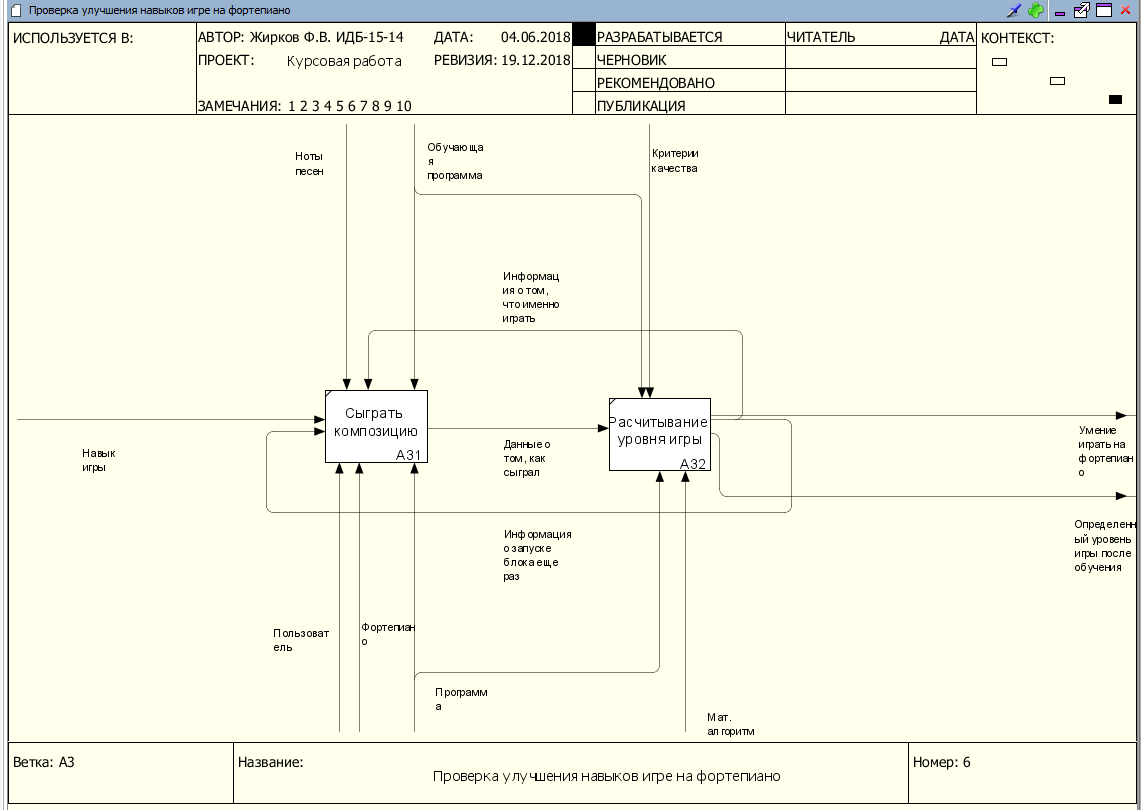 Проверка улучшения навыков игре на фортепиано
ИСПОЛЬЗУЕТСЯ В:
АВТОР: Жирков Ф.В. ИДБ-15-14
ДАТА: 04.06.2018
ПРОЕКТ: Курсовая работа
РЕВИЗИЯ: 19.12.2018
ЗАМЕЧАНИЯ: 1 2 3 4 5 6 7 8 9 10
РАЗРАБАТЫВАЕТСЯ
ЧЕРНОВИК
РЕКОМЕНДОВАНО
ПУБЛИКАЦИЯ
ЧИТАТЕЛЬ
ДАТА
КОНТЕКСТ:
Ноты
песен
Обучающа
я
программа
Критерии
качества
Информац
ия о том,
что именно
играть
Сыграть
композицию
A31
Расчитывание
уровня игры
A32
Навык
игры
Данные о
том, как
сыграл
Умение
играть на
фортепиан
о
Определенн
ый уровень
игры после
обучения
Информация
о запуске
блока еще
раз
Пользоват
ель
Фортепиан
о
Программ
а
Мат.
алгоритм
Ветка: A3
Название:
Проверка улучшения навыков игре на фортепиано
Номер: 6